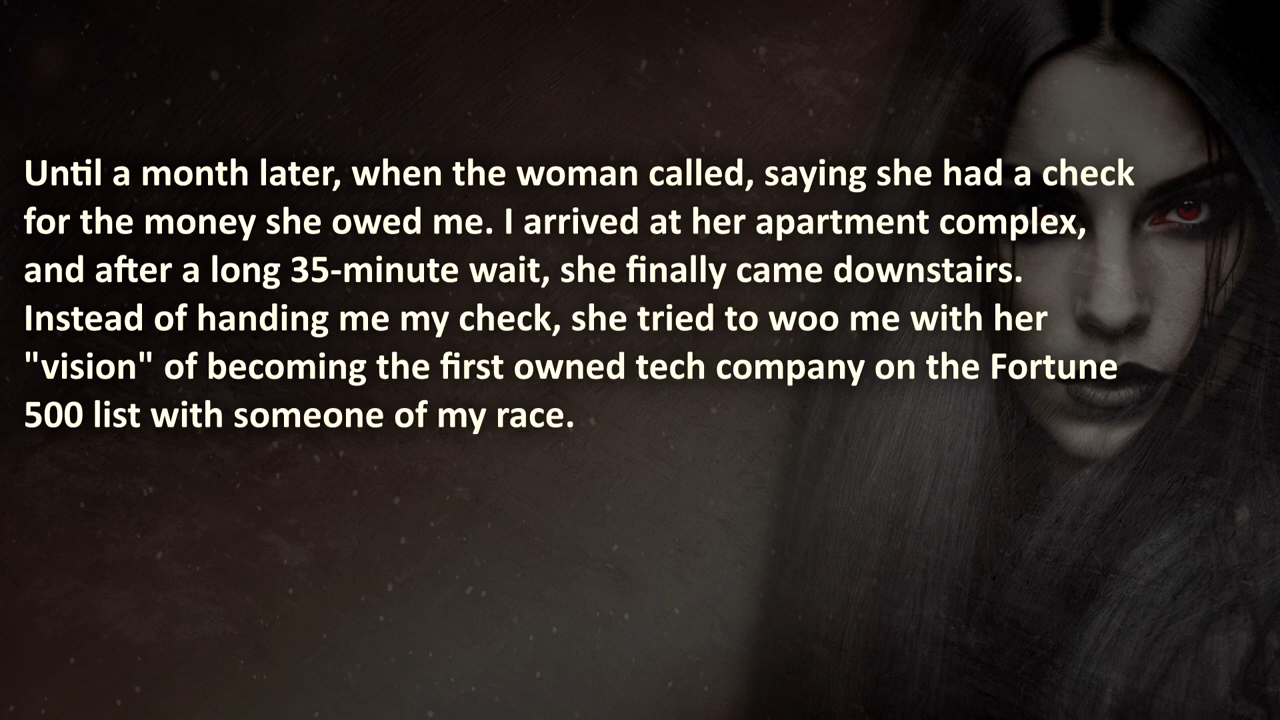 Until a month later, when the woman called, saying she had a check
for the money she owed me. I arrived at her apartment complex,
and after a long 35-minute wait, she finally came downstairs.
Instead of handing me my check, she tried to woo me with her
"vision" of becoming the first owned tech company on the Fortune
500 list with someone of my race.